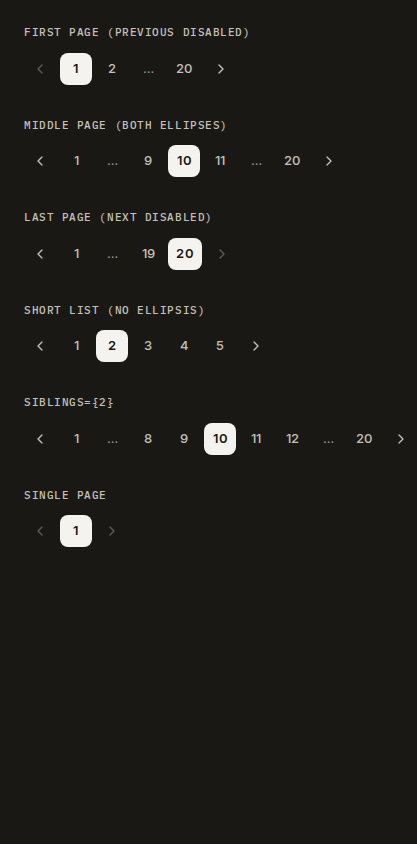 FIRST PAGE (PREVIOUS DISABLED)
1 2 … 20
MIDDLE PAGE (BOTH ELLIPSES)
1 … 9 10 11 … 20
LAST PAGE (NEXT DISABLED)
1 … 19 20
SHORT LIST (NO ELLIPSIS)
1 2 3 4 5
SIBLINGS={2}
1 … 8 9 10 11 12 … 20
SINGLE PAGE
1